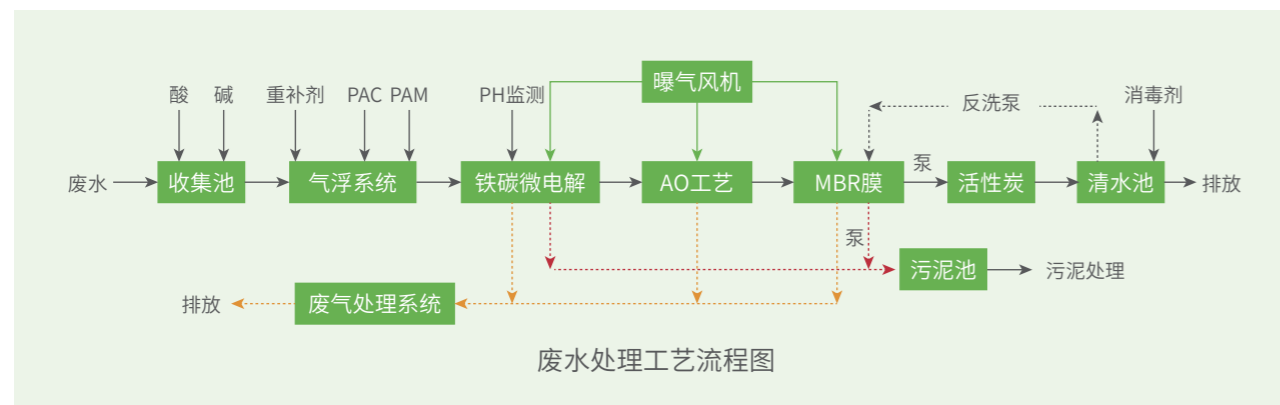 曝气风机
酸
碱
重补剂
PAC
PAM
PH监测
反洗泵
消毒剂
废水
收集池
气浮系统
铁碳微电解
AO工艺
MBR膜
泵
活性炭
清水池
排放
泵
污泥池
污泥处理
排放
废气处理系统
废水处理工艺流程图